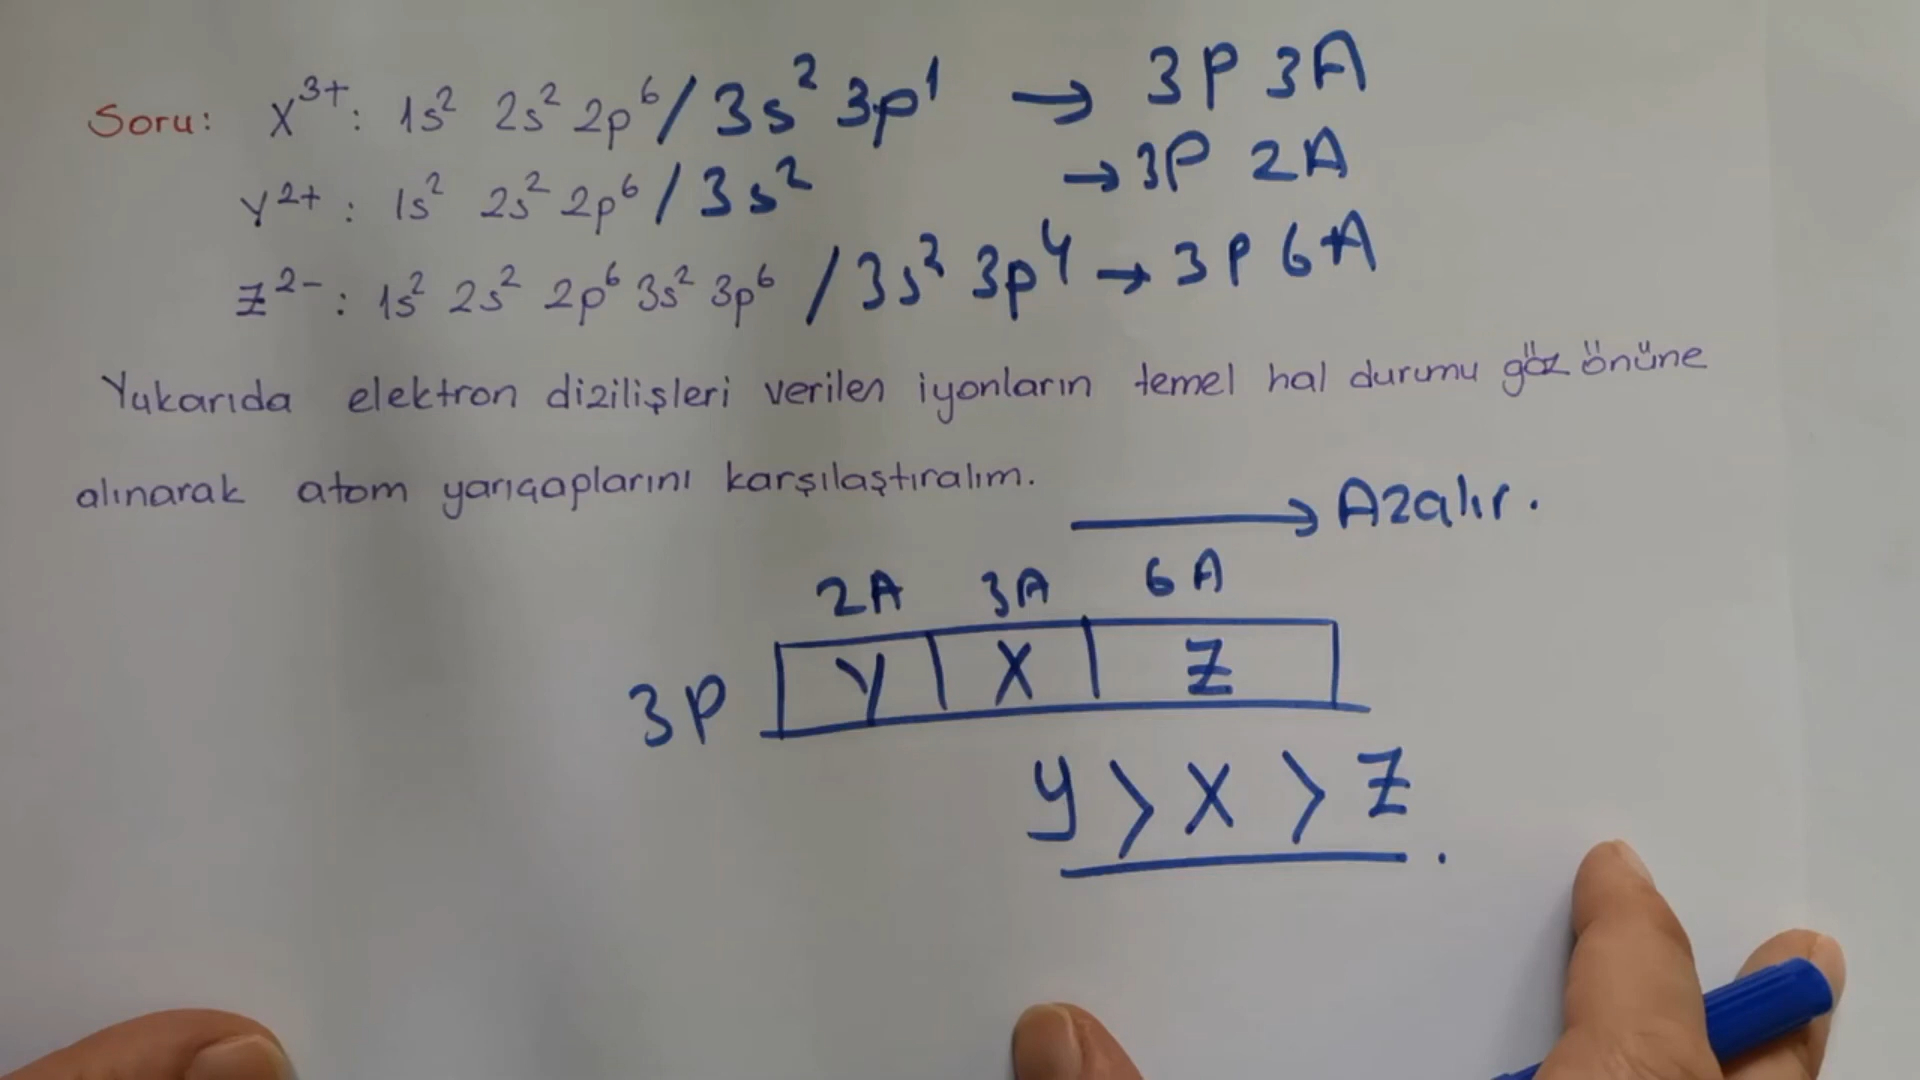 Soru: X³⁺: 1s² 2s² 2p⁶ / 3s² 3p¹ → 3P 3A
Y²⁺: 1s² 2s² 2p⁶ / 3s² → 3P 2A
Z²⁻: 1s² 2s² 2p⁶ 3s² 3p⁶ / 3s² 3p⁴ → 3P 6A
Yukarıda elektron dizilişleri verilen iyonların temel hal durumu göz önüne
alınarak atom yarıçaplarını karşılaştıralım.
→ Azalır.
2A 3A 6A
3P Y X Z
Y > X > Z.